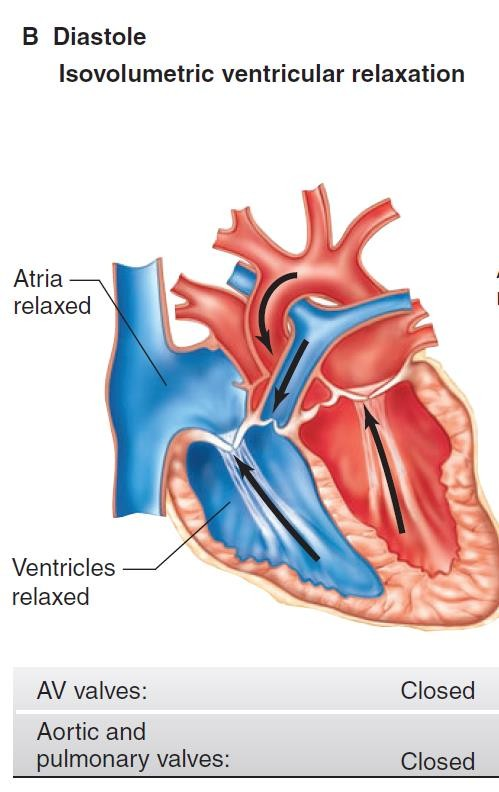 B Diastole
Isovolumetric ventricular relaxation
Atria
relaxed
Ventricles
relaxed
AV valves: Closed
Aortic and
pulmonary valves: Closed